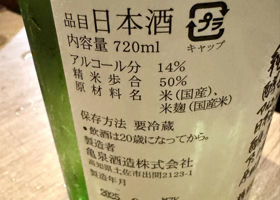 品目 日本酒
内容量 720ml
プラ
キャップ
アルコール分 14%
精米歩合 50%
原材料名 米(国産)、
米麹(国産米)
保存方法 要冷蔵
•飲酒は20歳になってから。
製造者
亀泉酒造株式会社
高知県土佐市出間2123-1
製造年月
2025